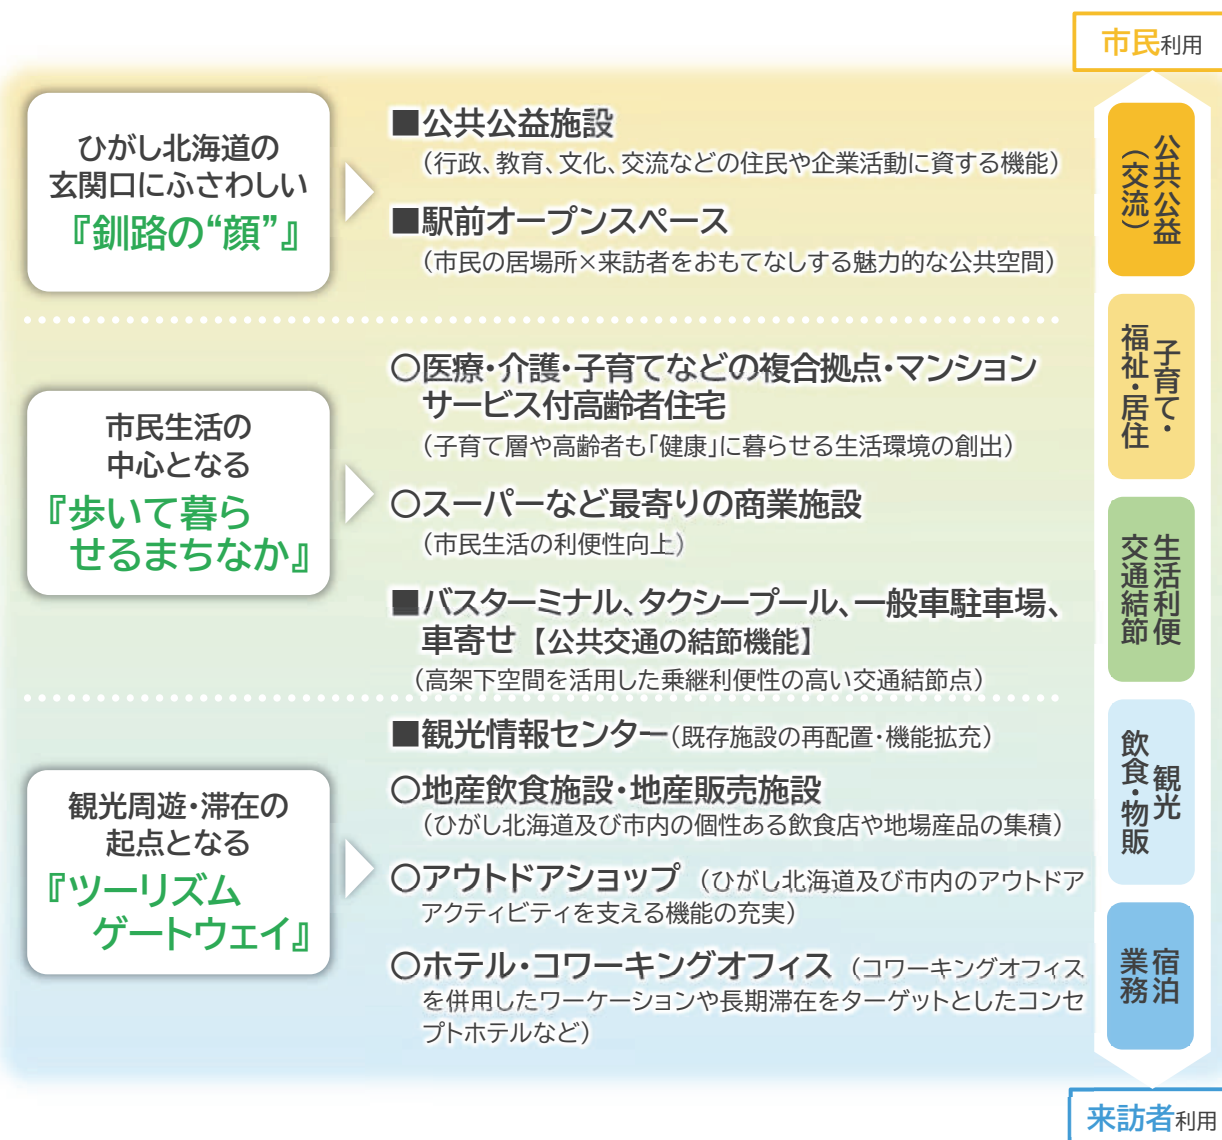 市民利用
ひがし北海道の
玄関口にふさわしい
『釧路の“顔”』
■公共公益施設
（行政、教育、文化、交流などの住民や企業活動に資する機能）
■駅前オープンスペース
（市民の居場所×来訪者をおもてなしする魅力的な公共空間）
市民生活の
中心となる
『歩いて暮ら
せるまちなか』
〇医療・介護・子育てなどの複合拠点・マンション
サービス付高齢者住宅
（子育て層や高齢者も「健康」に暮らせる生活環境の創出）
〇スーパーなど最寄りの商業施設
（市民生活の利便性向上）
■バスターミナル、タクシープール、一般車駐車場、
車寄せ【公共交通の結節機能】
（高架下空間を活用した乗継利便性の高い交通結節点）
観光周遊・滞在の
起点となる
『ツーリズム
ゲートウェイ』
■観光情報センター（既存施設の再配置・機能拡充）
〇地産飲食施設・地産販売施設
（ひがし北海道及び市内の個性ある飲食店や地場産品の集積）
〇アウトドアショップ（ひがし北海道及び市内のアウトドア
アクティビティを支える機能の充実）
〇ホテル・コワーキングオフィス（コワーキングオフィス
を併用したワーケーションや長期滞在をターゲットとしたコンセ
プトホテルなど）
公共公益
（交流）
子育て・
福祉・居住
生活利便
交通結節
観光
飲食・物販
宿泊
業務
来訪者利用